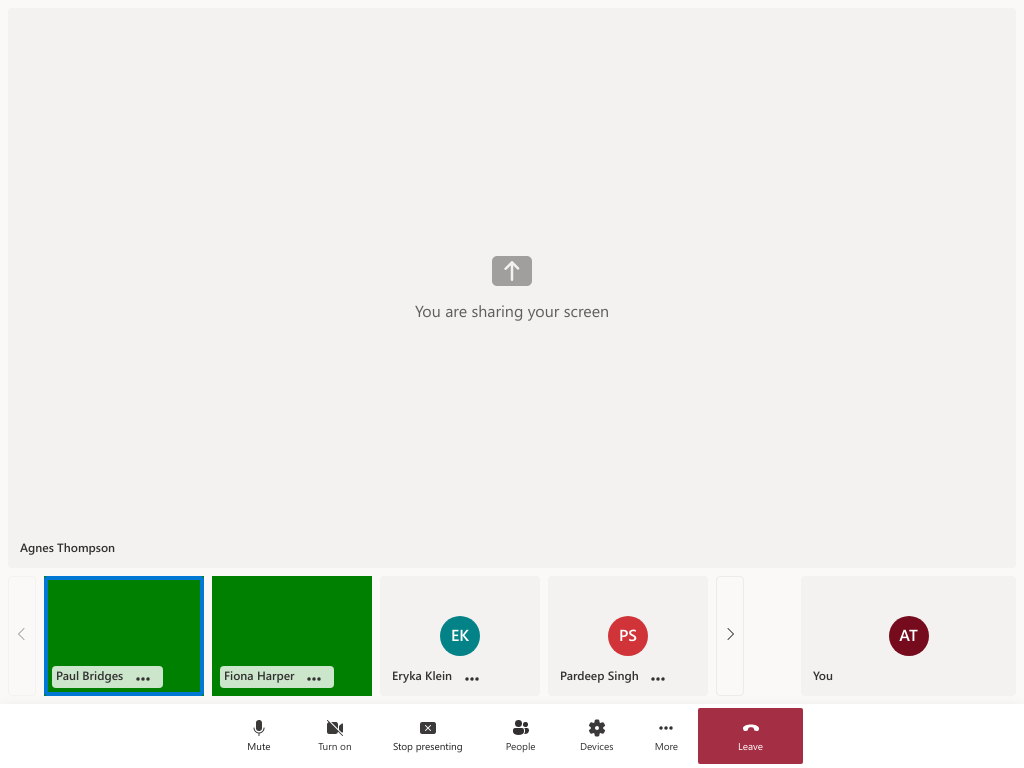 You are sharing your screen
Agnes Thompson
Paul Bridges
Fiona Harper
EK
Eryka Klein
PS
Pardeep Singh
AT
You
Mute
Turn on
Stop presenting
People
Devices
More
Leave